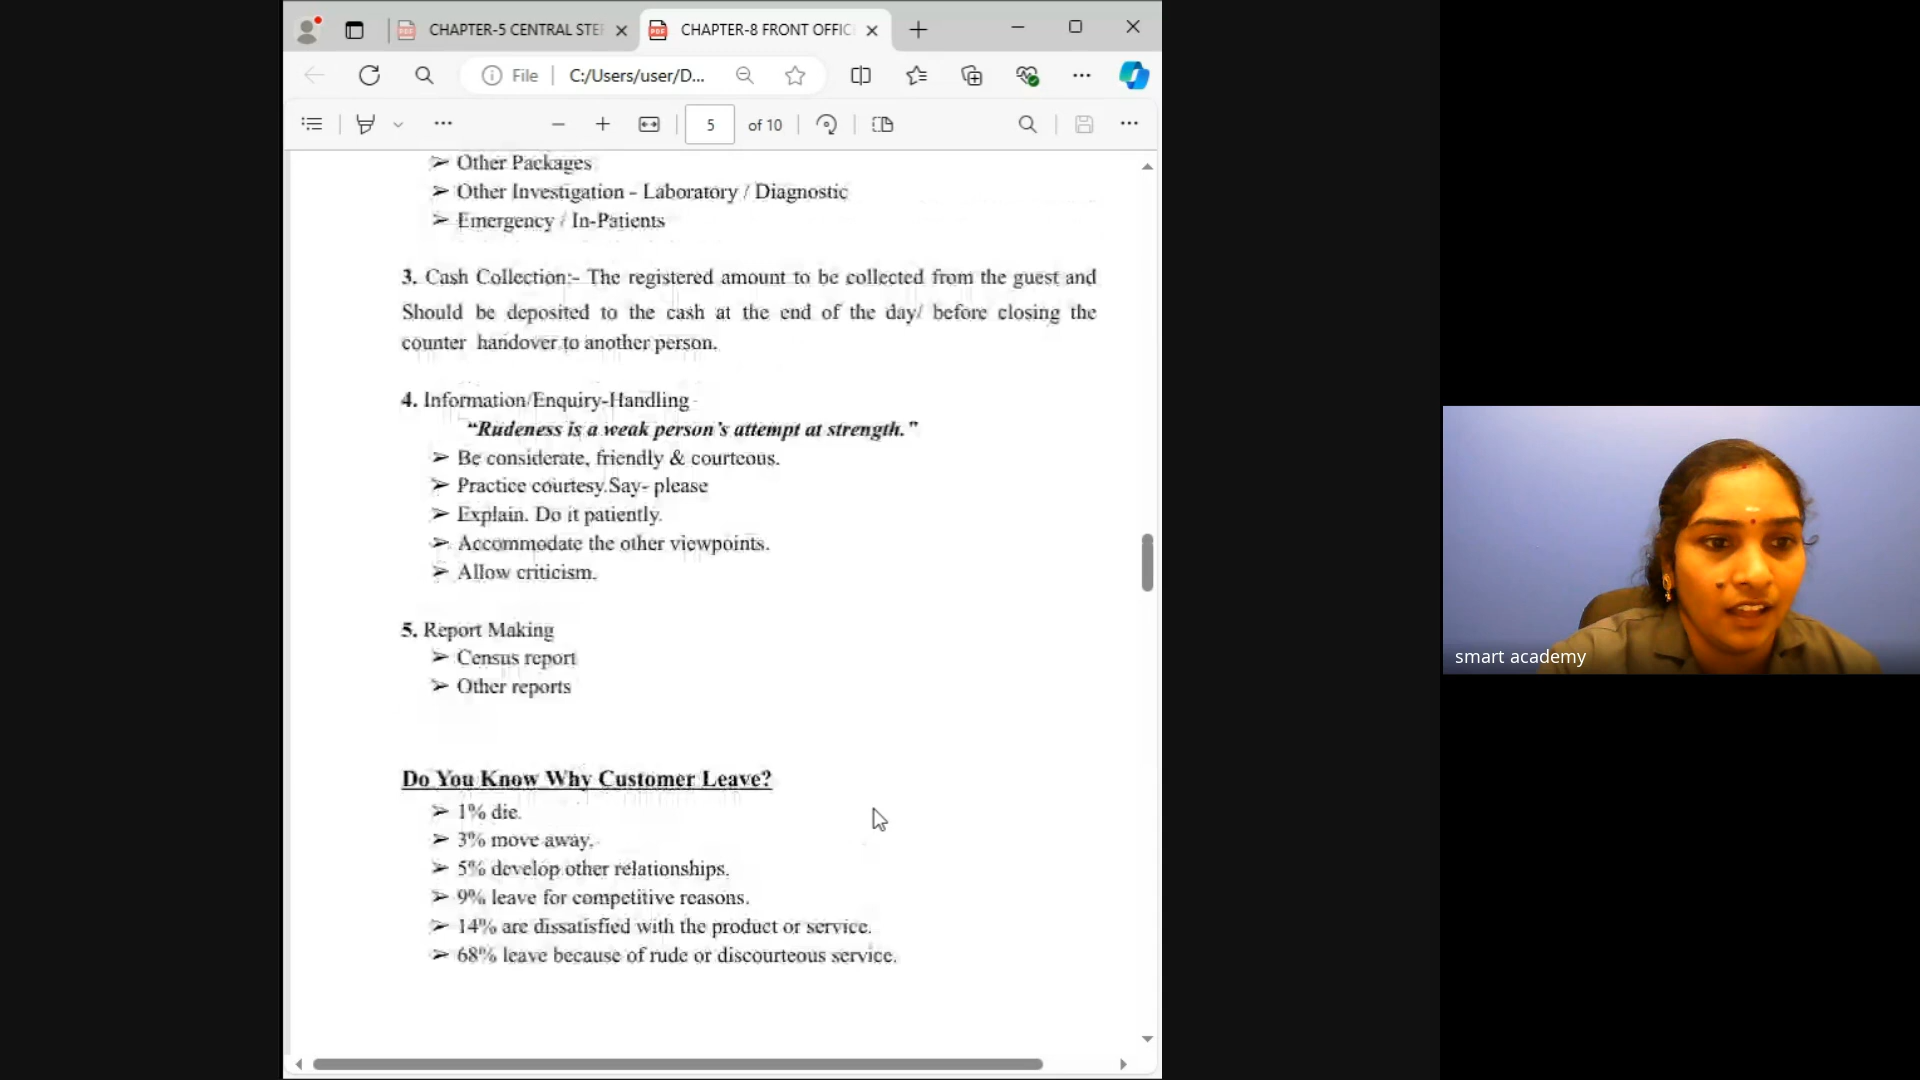 CHAPTER-5 CENTRAL STE
CHAPTER-8 FRONT OFFIC
File
C:/Users/user/D...
5 of 10
➢ Other Packages
➢ Other Investigation - Laboratory / Diagnostic
➢ Emergency / In-Patients
3. Cash Collection:- The registered amount to be collected from the guest and
Should be deposited to the cash at the end of the day/ before closing the
counter handover to another person.
4. Information/Enquiry-Handling
“Rudeness is a weak person’s attempt at strength.”
➢ Be considerate, friendly & courteous.
➢ Practice courtesy.Say- please
➢ Explain. Do it patiently.
➢ Accommodate the other viewpoints.
➢ Allow criticism.
5. Report Making
➢ Census report
➢ Other reports
Do You Know Why Customer Leave?
➢ 1% die.
➢ 3% move away.
➢ 5% develop other relationships.
➢ 9% leave for competitive reasons.
➢ 14% are dissatisfied with the product or service.
➢ 68% leave because of rude or discourteous service.
smart academy